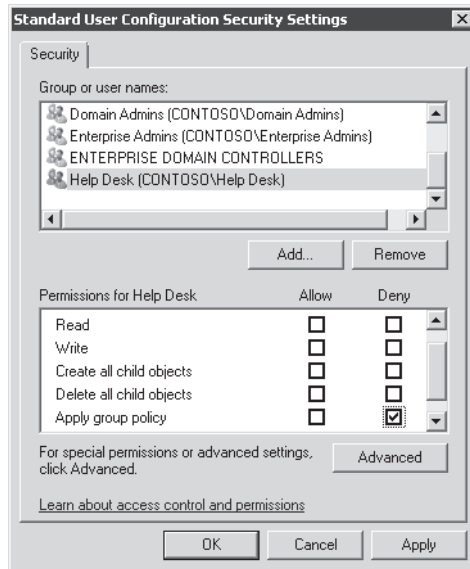 Standard User Configuration Security Settings
Security
Group or user names:
Domain Admins (CONTOSO\Domain Admins)
Enterprise Admins (CONTOSO\Enterprise Admins)
ENTERPRISE DOMAIN CONTROLLERS
Help Desk (CONTOSO\Help Desk)
Add...
Remove
Permissions for Help Desk Allow Deny
Read
Write
Create all child objects
Delete all child objects
Apply group policy
For special permissions or advanced settings,
click Advanced.
Advanced
Learn about access control and permissions
OK
Cancel
Apply